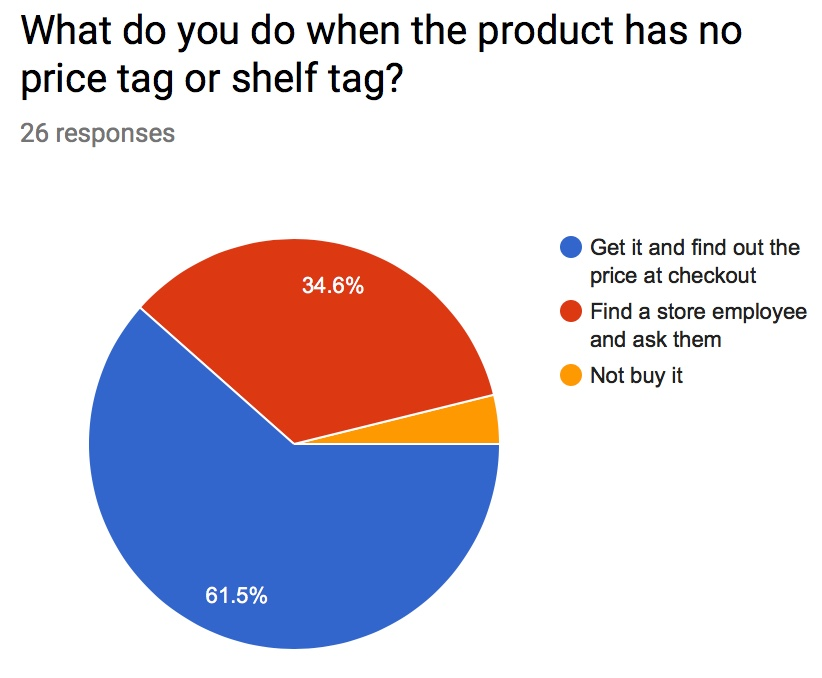 What do you do when the product has no
price tag or shelf tag?
26 responses
34.6%
61.5%
Get it and find out the
price at checkout
Find a store employee
and ask them
Not buy it